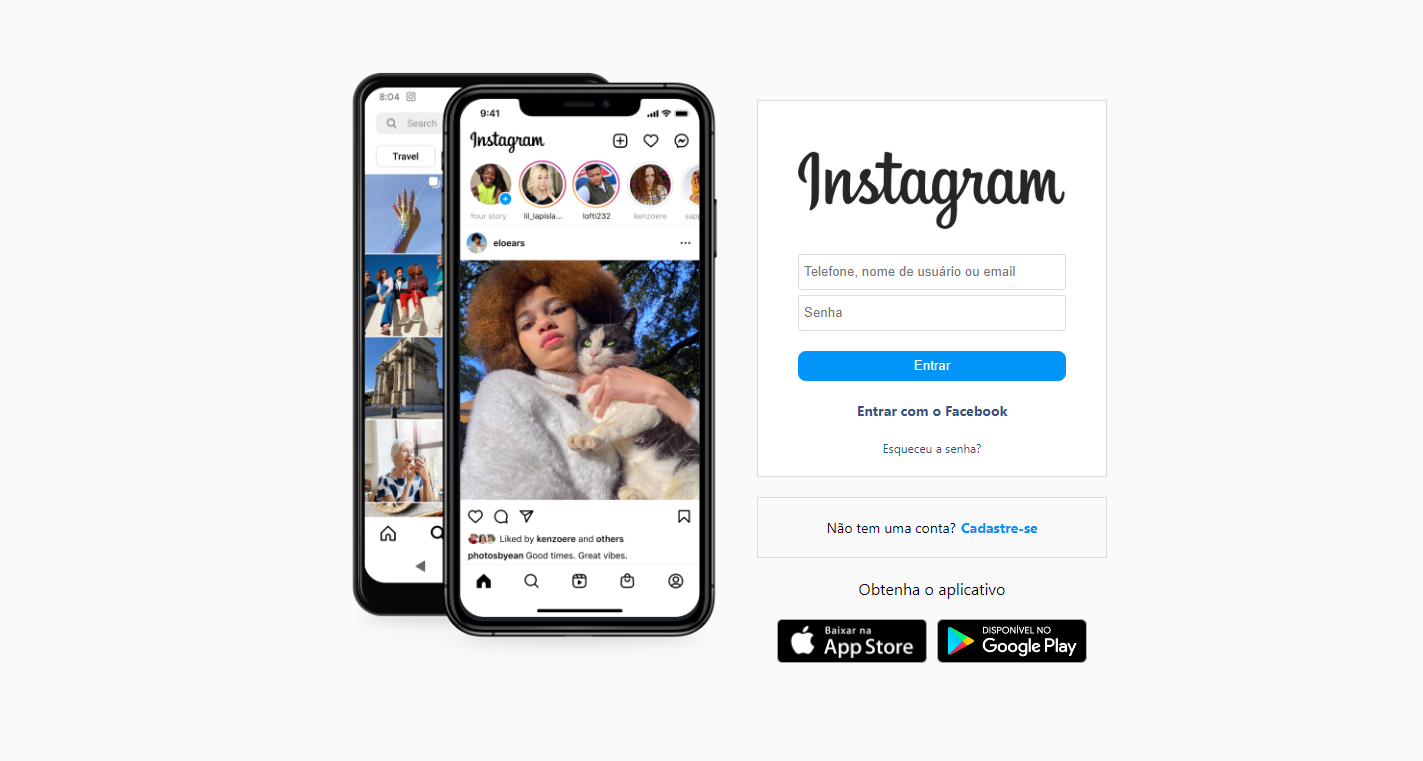 8:04
Search
Travel
9:41
Instagram
Your story
lil_lapisla...
lofti232
kenzoere
sap
eloears
Liked by kenzoere and others
photosbyean Good times. Great vibes.
Instagram
Telefone, nome de usuário ou email
Senha
Entrar
Entrar com o Facebook
Esqueceu a senha?
Não tem uma conta? Cadastre-se
Obtenha o aplicativo
Baixar na
App Store
DISPONÍVEL NO
Google Play